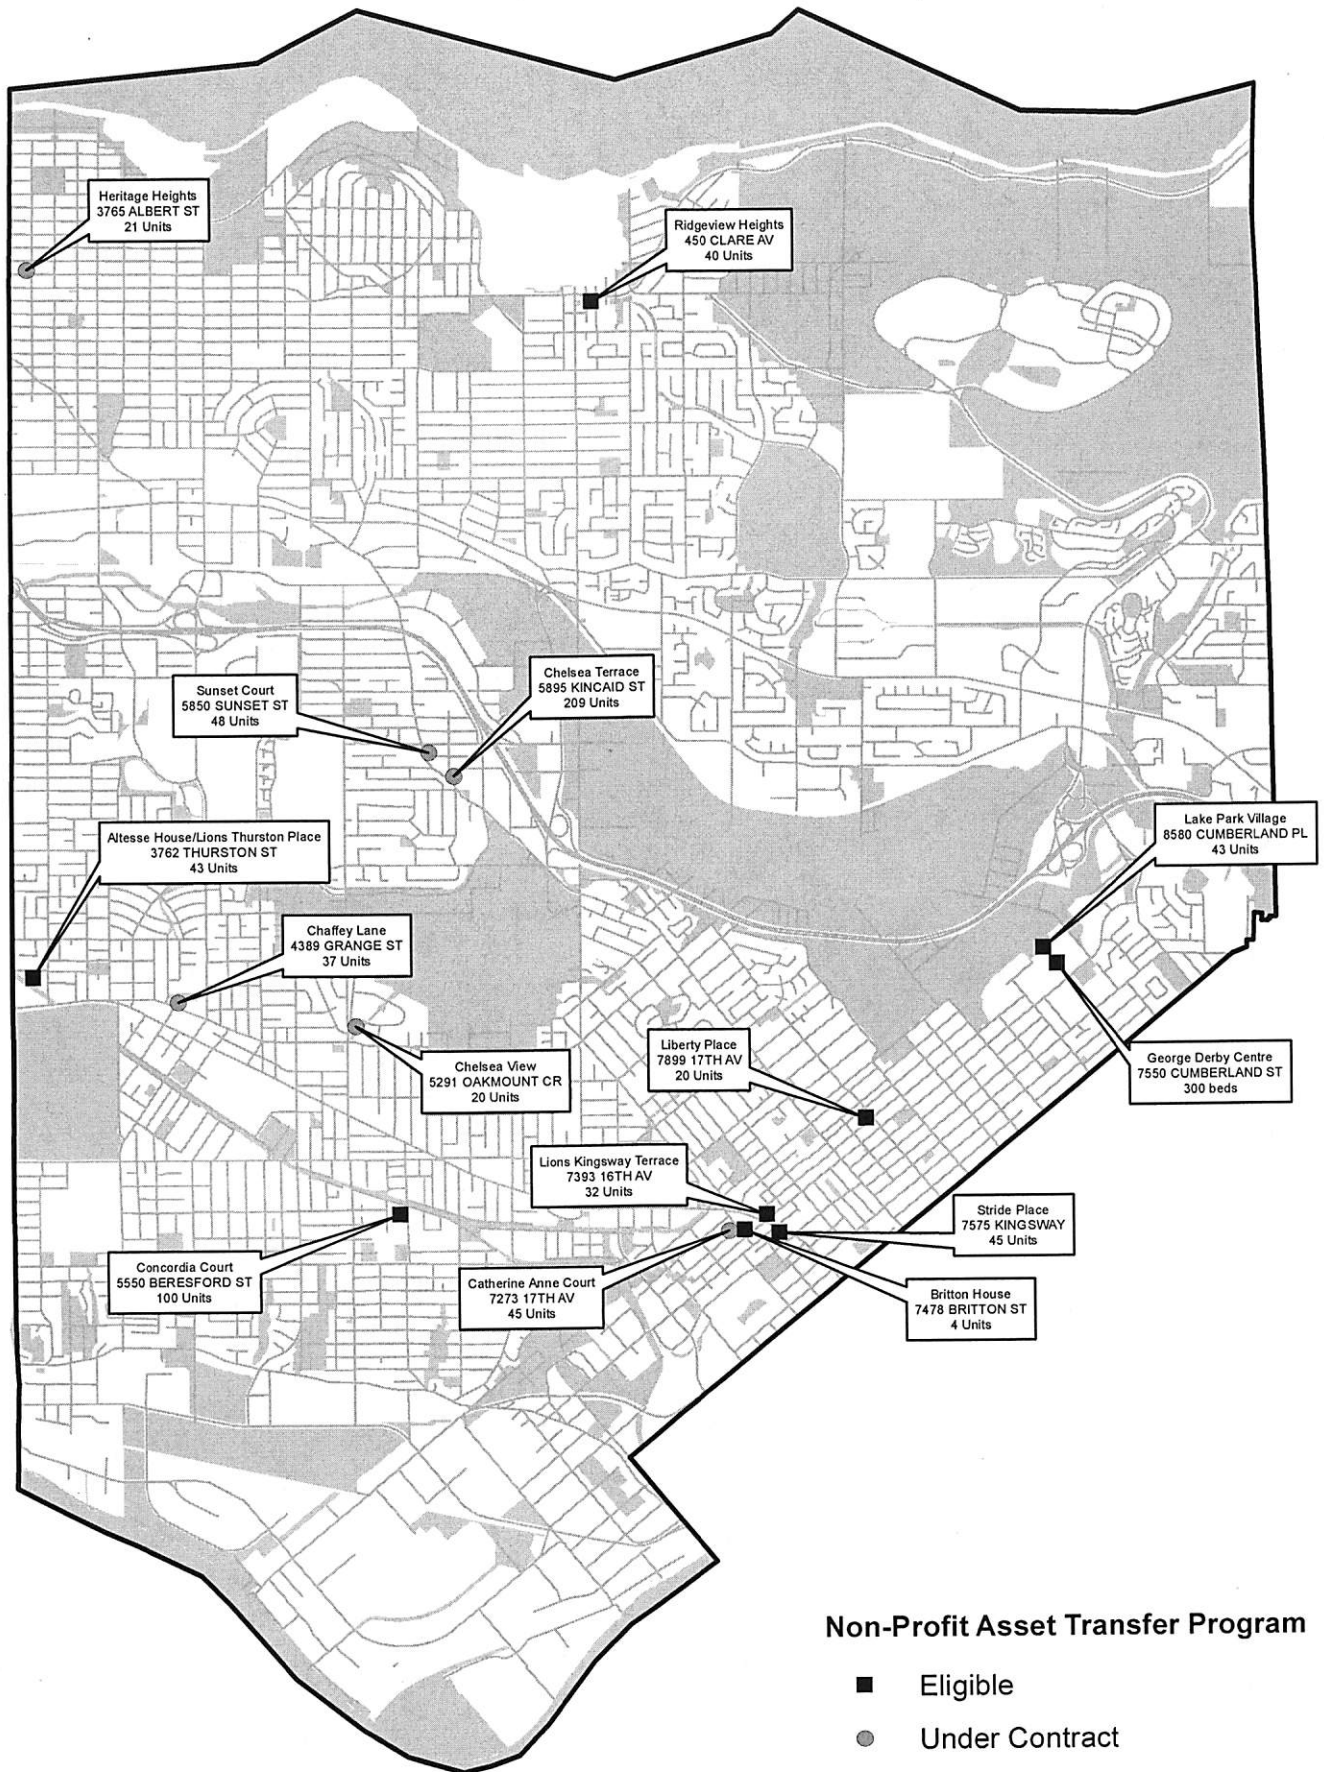 Heritage Heights
3765 ALBERT ST
21 Units
Ridgeview Heights
450 CLARE AV
40 Units
Chelsea Terrace
5895 KINCAID ST
209 Units
Sunset Court
5850 SUNSET ST
48 Units
Lake Park Village
8580 CUMBERLAND PL
43 Units
Altesse House/Lions Thurston Place
3762 THURSTON ST
43 Units
Chaffey Lane
4389 GRANGE ST
37 Units
Liberty Place
7899 17TH AV
20 Units
George Derby Centre
7550 CUMBERLAND ST
300 beds
Chelsea View
5291 OAKMOUNT CR
20 Units
Lions Kingsway Terrace
7393 16TH AV
32 Units
Stride Place
7575 KINGSWAY
45 Units
Concordia Court
5550 BERESFORD ST
100 Units
Catherine Anne Court
7273 17TH AV
45 Units
Britton House
7478 BRITTON ST
4 Units
Non-Profit Asset Transfer Program
Eligible
Under Contract